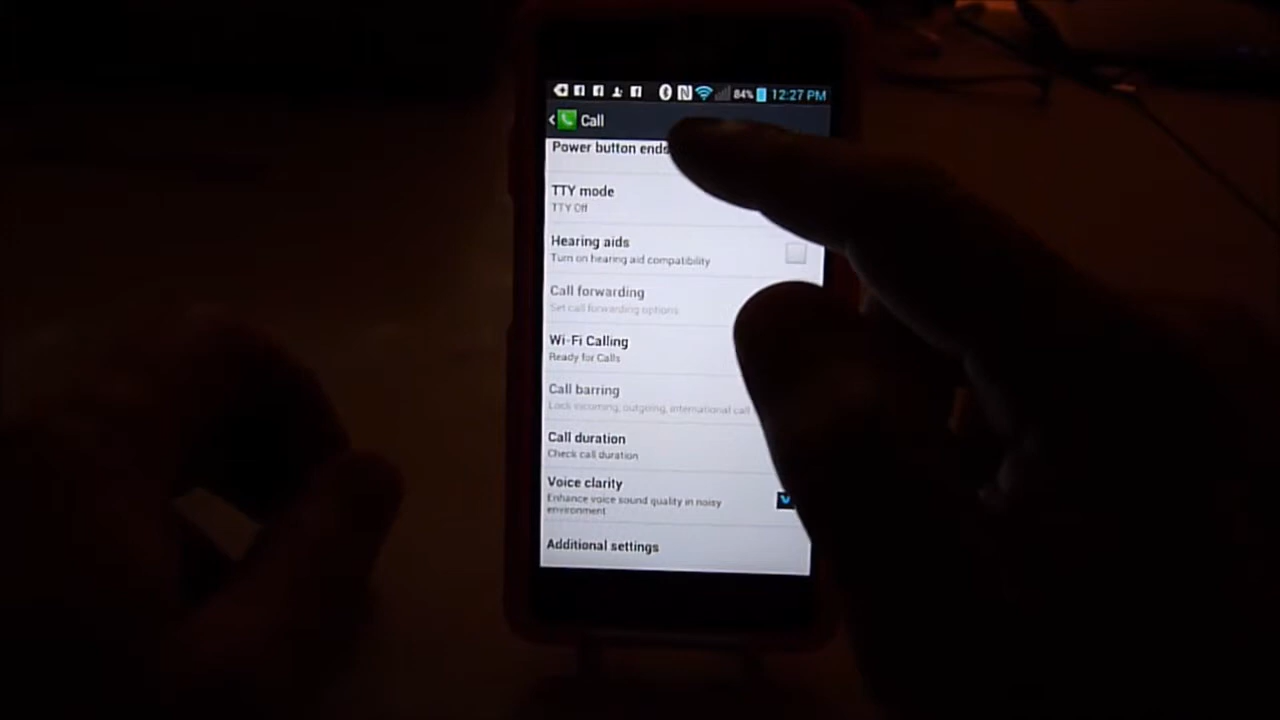 84% 12:27 PM
Call
Power button ends
TTY mode
TTY Off
Hearing aids
Turn on hearing aid compatibility
Call forwarding
Set call forwarding options
Wi-Fi Calling
Ready for Calls
Call barring
Lock incoming, outgoing, international call
Call duration
Check call duration
Voice clarity
Enhance voice sound quality in noisy
environment
Additional settings